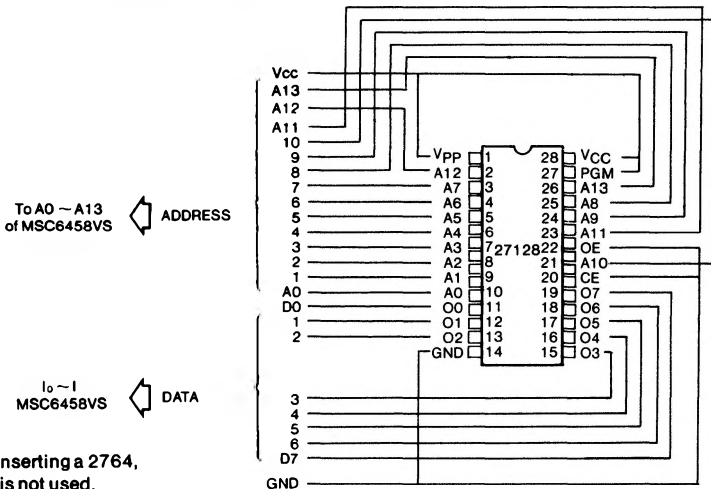 Vcc
A13
A12
A11
10
9
8
7
6
5
4
3
2
1
A0
D0
1
2
3
4
5
6
D7
GND
To A0 ~ A13
of MSC6458VS
ADDRESS
I0 ~ I
MSC6458VS
DATA
VPP 1 28 VCC
A12 2 27 PGM
A7 3 26 A13
A6 4 25 A8
A5 5 24 A9
A4 6 23 A11
A3 7 27128 22 OE
A2 8 21 A10
A1 9 20 CE
A0 10 19 O7
O0 11 18 O6
O1 12 17 O5
O2 13 16 O4
GND 14 15 O3
nserting a 2764,
is not used.